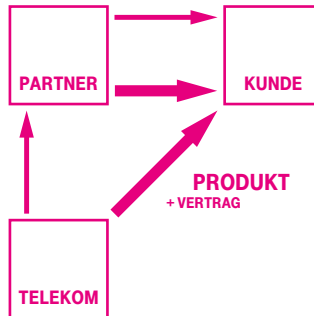 PARTNER
KUNDE
PRODUKT
+ VERTRAG
TELEKOM